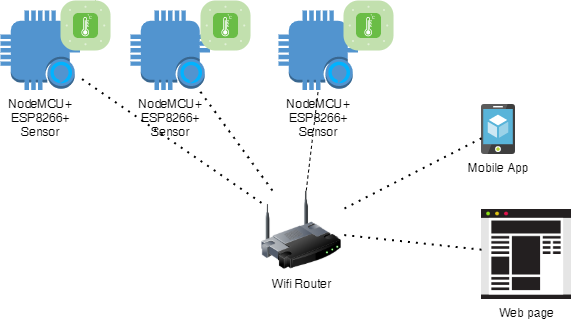 NodeMCU+
ESP8266+
Sensor
NodeMCU+
ESP8266+
Sensor
NodeMCU+
ESP8266+
Sensor
Mobile App
Wifi Router
Web page